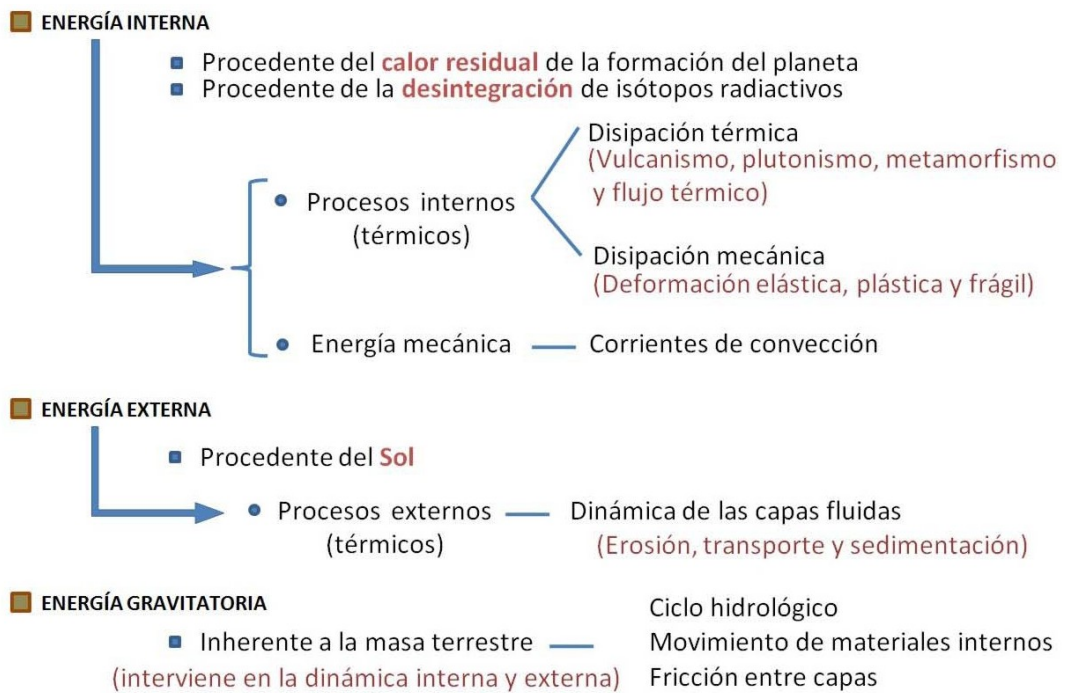 ENERGÍA INTERNA
Procedente del calor residual de la formación del planeta
Procedente de la desintegración de isótopos radiactivos
Disipación térmica
(Vulcanismo, plutonismo, metamorfismo
y flujo térmico)
Procesos internos
(térmicos)
Disipación mecánica
(Deformación elástica, plástica y frágil)
Energía mecánica
Corrientes de convección
ENERGÍA EXTERNA
Procedente del Sol
Procesos externos
(térmicos)
Dinámica de las capas fluidas
(Erosión, transporte y sedimentación)
ENERGÍA GRAVITATORIA
Inherente a la masa terrestre
(interviene en la dinámica interna y externa)
Ciclo hidrológico
Movimiento de materiales internos
Fricción entre capas